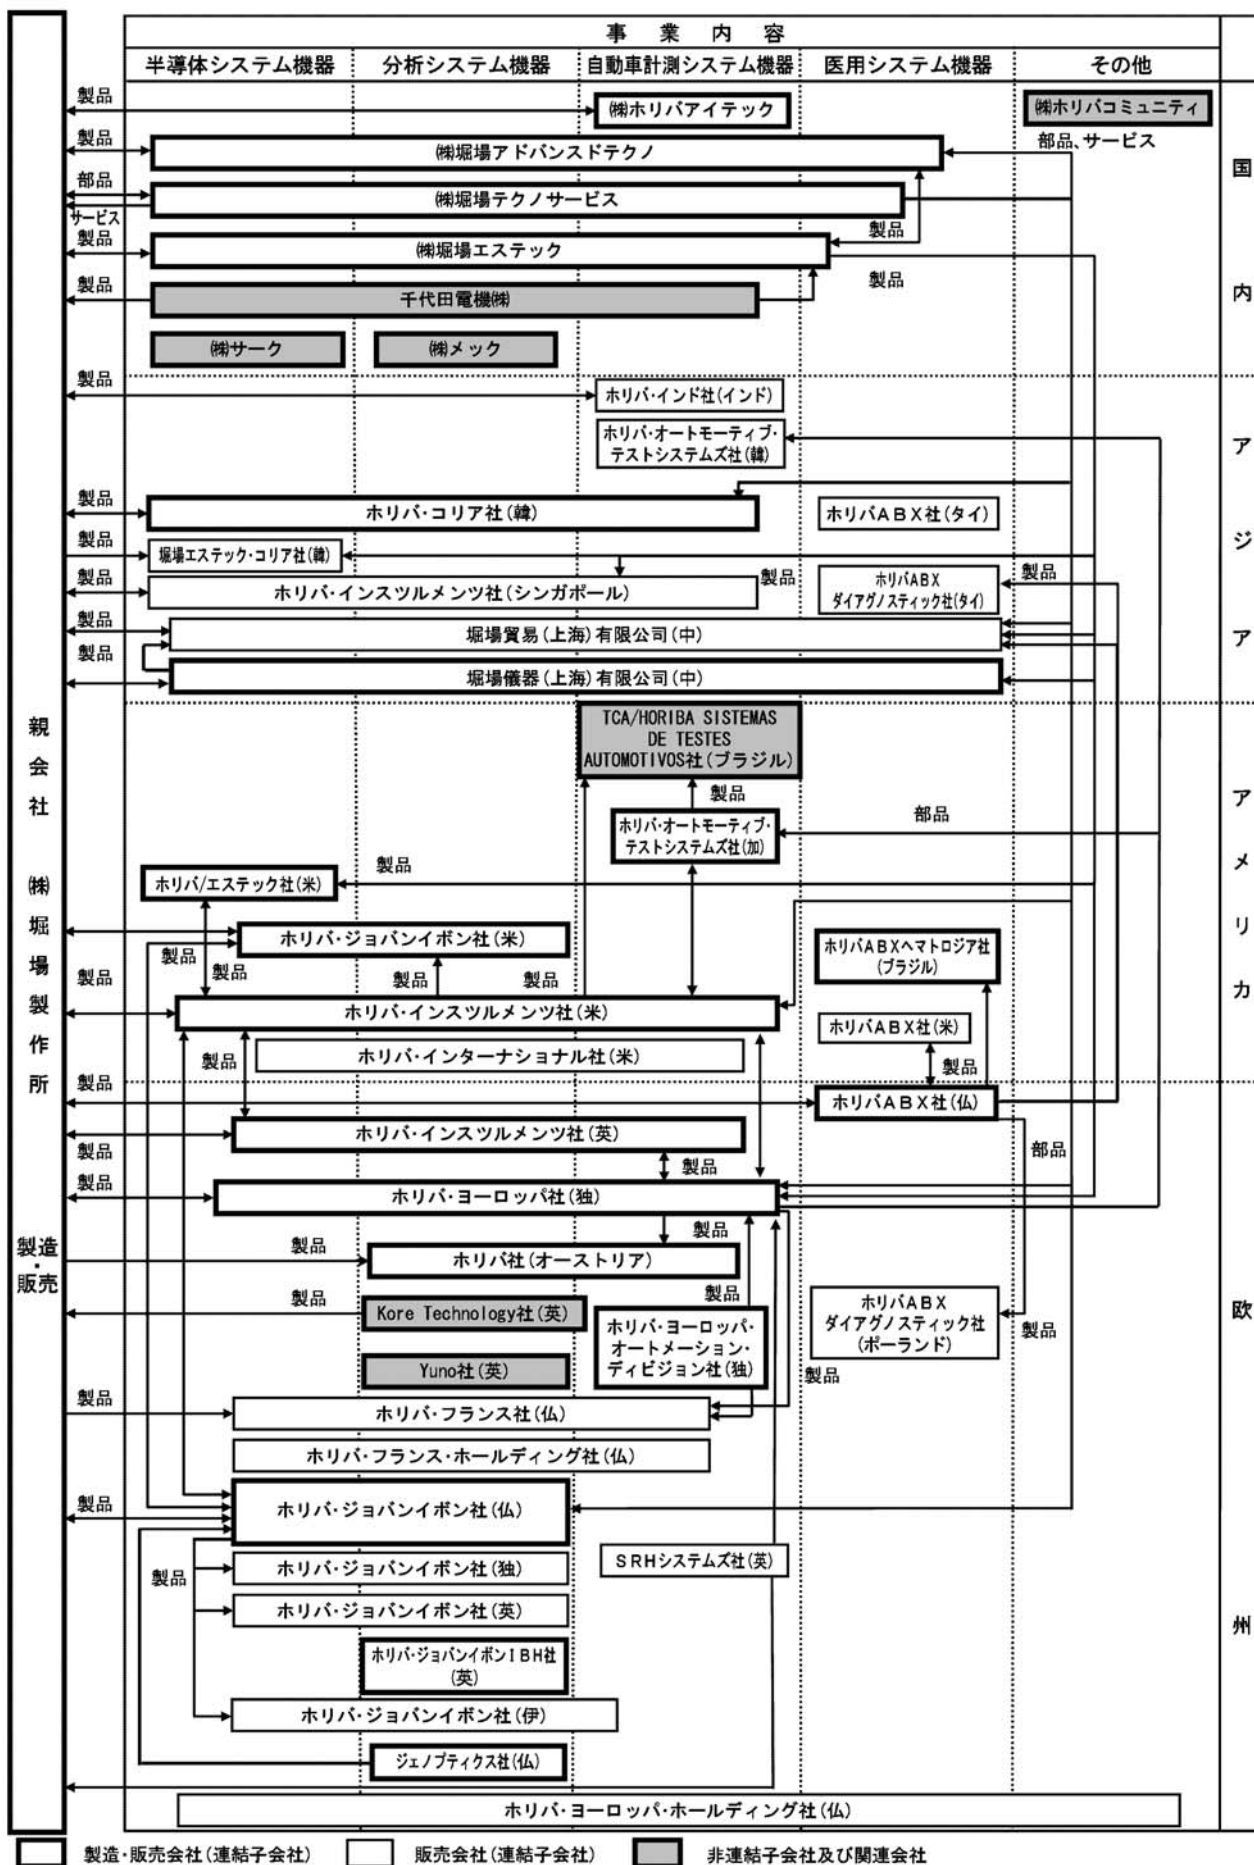 事業内容
半導体システム機器
分析システム機器
自動車計測システム機器
医用システム機器
その他
製品
㈱ホリバアイテック
㈱ホリバコミュニティ
製品
㈱堀場アドバンスドテクノ
部品、サービス
部品
㈱堀場テクノサービス
サービス
製品
製品
㈱堀場エステック
製品
製品
千代田電機㈱
㈱サーク
㈱メック
国内
製品
ホリバ・インド社(インド)
ホリバ・オートモーティブ・
テストシステムズ社(韓)
製品
ホリバ・コリア社(韓)
ホリバABX社(タイ)
製品
堀場エステック・コリア社(韓)
製品
ホリバ・インスツルメンツ社(シンガポール)
製品
ホリバABX
ダイアグノスティック社(タイ)
製品
製品
堀場貿易(上海)有限公司(中)
製品
堀場儀器(上海)有限公司(中)
アジア
TCA/HORIBA SISTEMAS
DE TESTES
AUTOMOTIVOS社(ブラジル)
製品
ホリバ・オートモーティブ・
テストシステムズ社(加)
部品
製品
ホリバ/エステック社(米)
ホリバ・ジョバンイボン社(米)
ホリバABXヘマトロジア社
(ブラジル)
製品
製品
製品
製品
製品
ホリバ・インスツルメンツ社(米)
ホリバABX社(米)
製品
ホリバ・インターナショナル社(米)
製品
アメリカ
製品
ホリバABX社(仏)
ホリバ・インスツルメンツ社(英)
製品
製品
部品
製品
ホリバ・ヨーロッパ社(独)
製品
製品
ホリバ社(オーストリア)
製品
Kore Technology社(英)
製品
ホリバ・ヨーロッパ・
オートメーション・
ディビジョン社(独)
ホリバABX
ダイアグノスティック社
(ポーランド)
製品
製品
Yuno社(英)
製品
ホリバ・フランス社(仏)
ホリバ・フランス・ホールディング社(仏)
製品
ホリバ・ジョバンイボン社(仏)
製品
ホリバ・ジョバンイボン社(独)
SRHシステムズ社(英)
ホリバ・ジョバンイボン社(英)
ホリバ・ジョバンイボンIBH社
(英)
ホリバ・ジョバンイボン社(伊)
ジェノプティクス社(仏)
ホリバ・ヨーロッパ・ホールディング社(仏)
欧州
親会社 ㈱堀場製作所
製造・販売
製造・販売会社(連結子会社)
販売会社(連結子会社)
非連結子会社及び関連会社